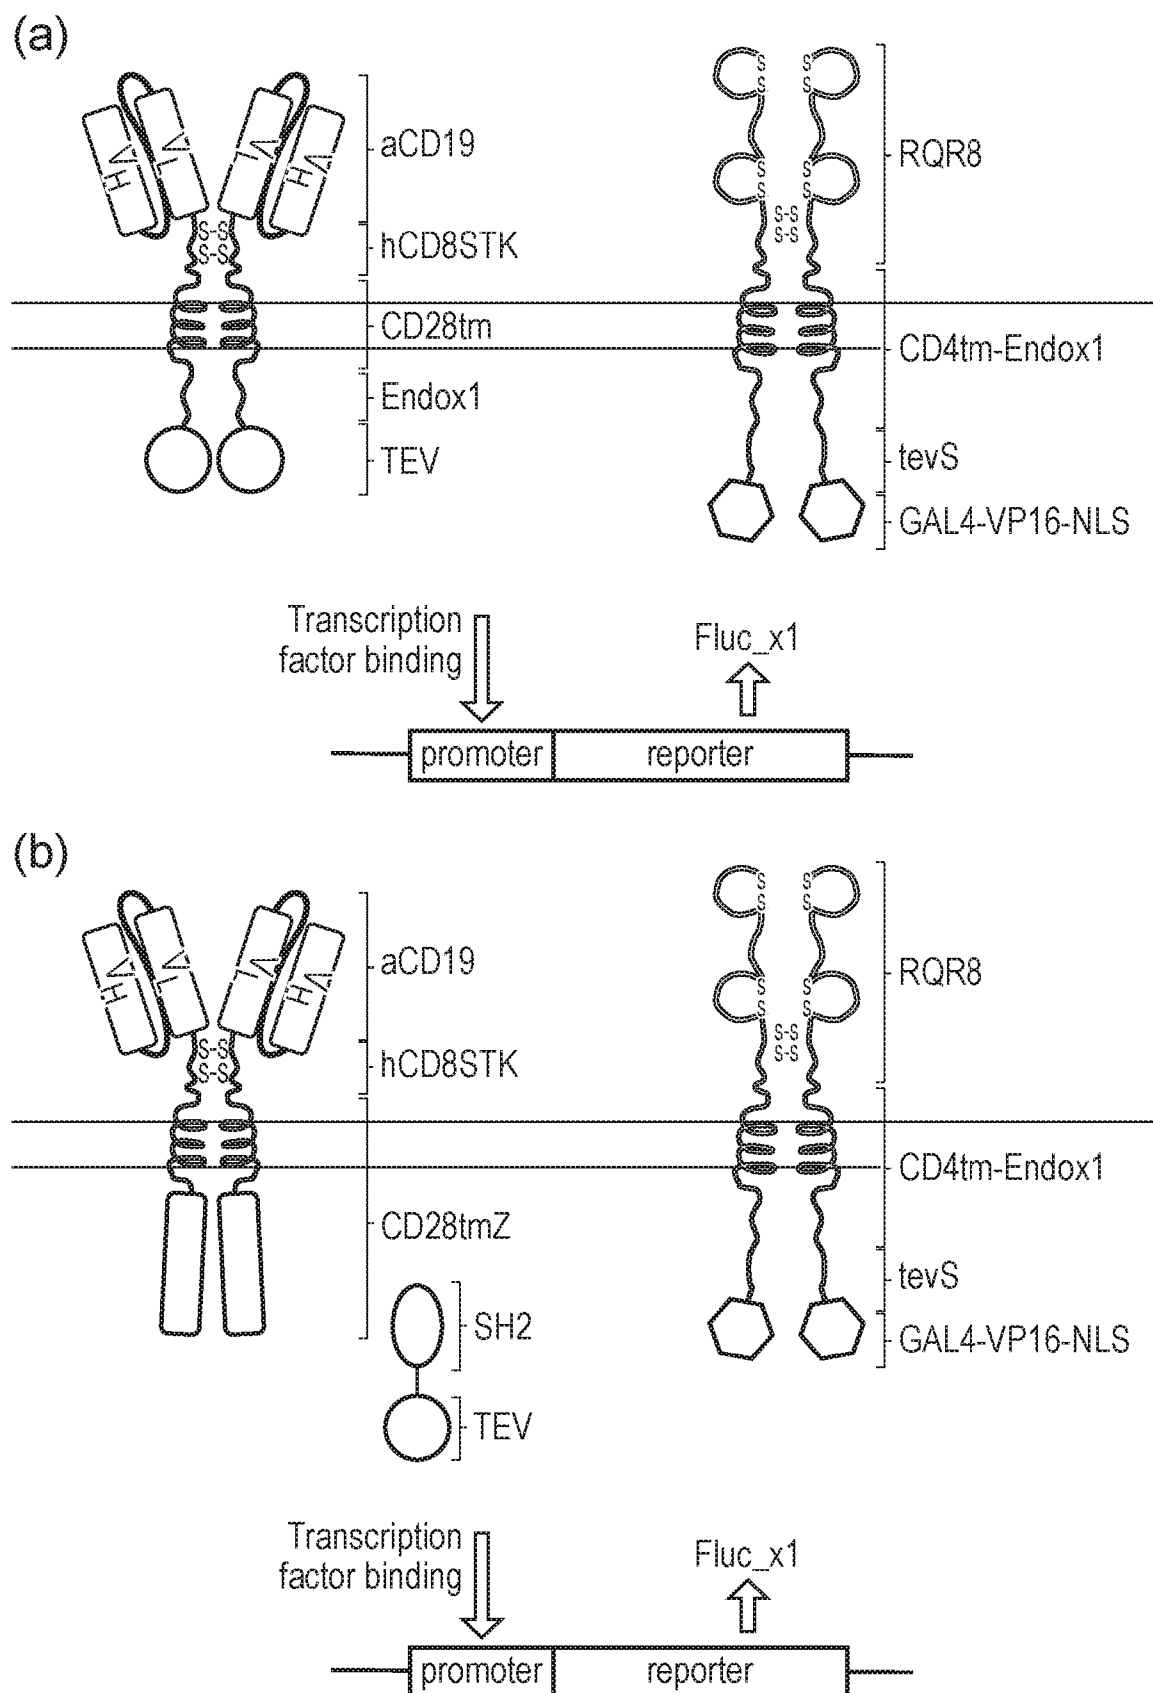 (a)
VH
VL
VL
VH
S
S
S
S
S
S
S
S
S-S
S-S
S-S
S-S
aCD19
hCD8STK
CD28tm
Endox1
TEV
RQR8
CD4tm-Endox1
tevS
GAL4-VP16-NLS
Transcription
factor binding
Fluc_x1
promoter
reporter
(b)
VH
VL
VL
VH
S
S
S
S
S
S
S
S
S-S
S-S
S-S
S-S
aCD19
hCD8STK
CD28tmZ
SH2
TEV
RQR8
CD4tm-Endox1
tevS
GAL4-VP16-NLS
Transcription
factor binding
Fluc_x1
promoter
reporter